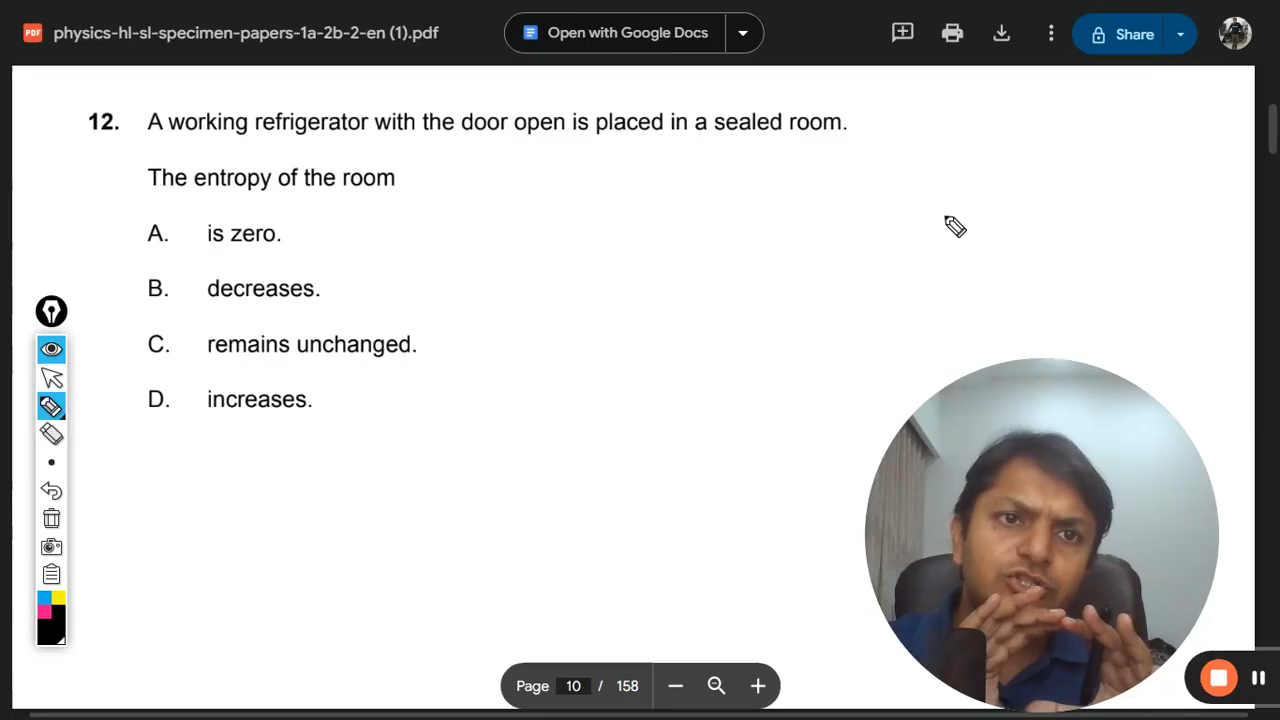 PDF physics-hl-sl-specimen-papers-1a-2b-2-en (1).pdf
Open with Google Docs
Share
12. A working refrigerator with the door open is placed in a sealed room.
The entropy of the room
A. is zero.
B. decreases.
C. remains unchanged.
D. increases.
Page 10 / 158